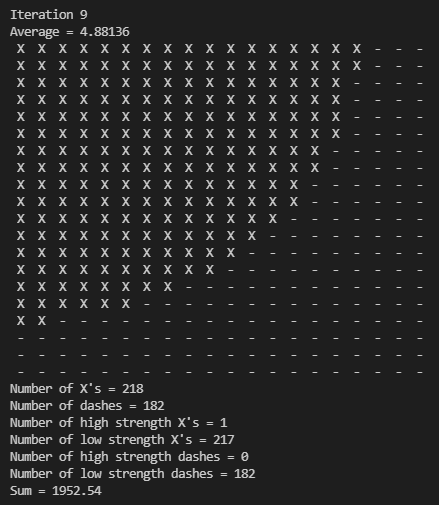 Iteration 9
Average = 4.88136
X X X X X X X X X X X X X X X X X - - -
X X X X X X X X X X X X X X X X X - - -
X X X X X X X X X X X X X X X X - - - -
X X X X X X X X X X X X X X X X - - - -
X X X X X X X X X X X X X X X X - - - -
X X X X X X X X X X X X X X X X - - - -
X X X X X X X X X X X X X X X - - - - -
X X X X X X X X X X X X X X X - - - - -
X X X X X X X X X X X X X X - - - - - -
X X X X X X X X X X X X X X - - - - - -
X X X X X X X X X X X X X - - - - - - -
X X X X X X X X X X X X - - - - - - - -
X X X X X X X X X X X - - - - - - - - -
X X X X X X X X X X - - - - - - - - - -
X X X X X X X X - - - - - - - - - - - -
X X X X X X - - - - - - - - - - - - - -
X X - - - - - - - - - - - - - - - - - -
- - - - - - - - - - - - - - - - - - - -
- - - - - - - - - - - - - - - - - - - -
- - - - - - - - - - - - - - - - - - - -
Number of X's = 218
Number of dashes = 182
Number of high strength X's = 1
Number of low strength X's = 217
Number of high strength dashes = 0
Number of low strength dashes = 182
Sum = 1952.54